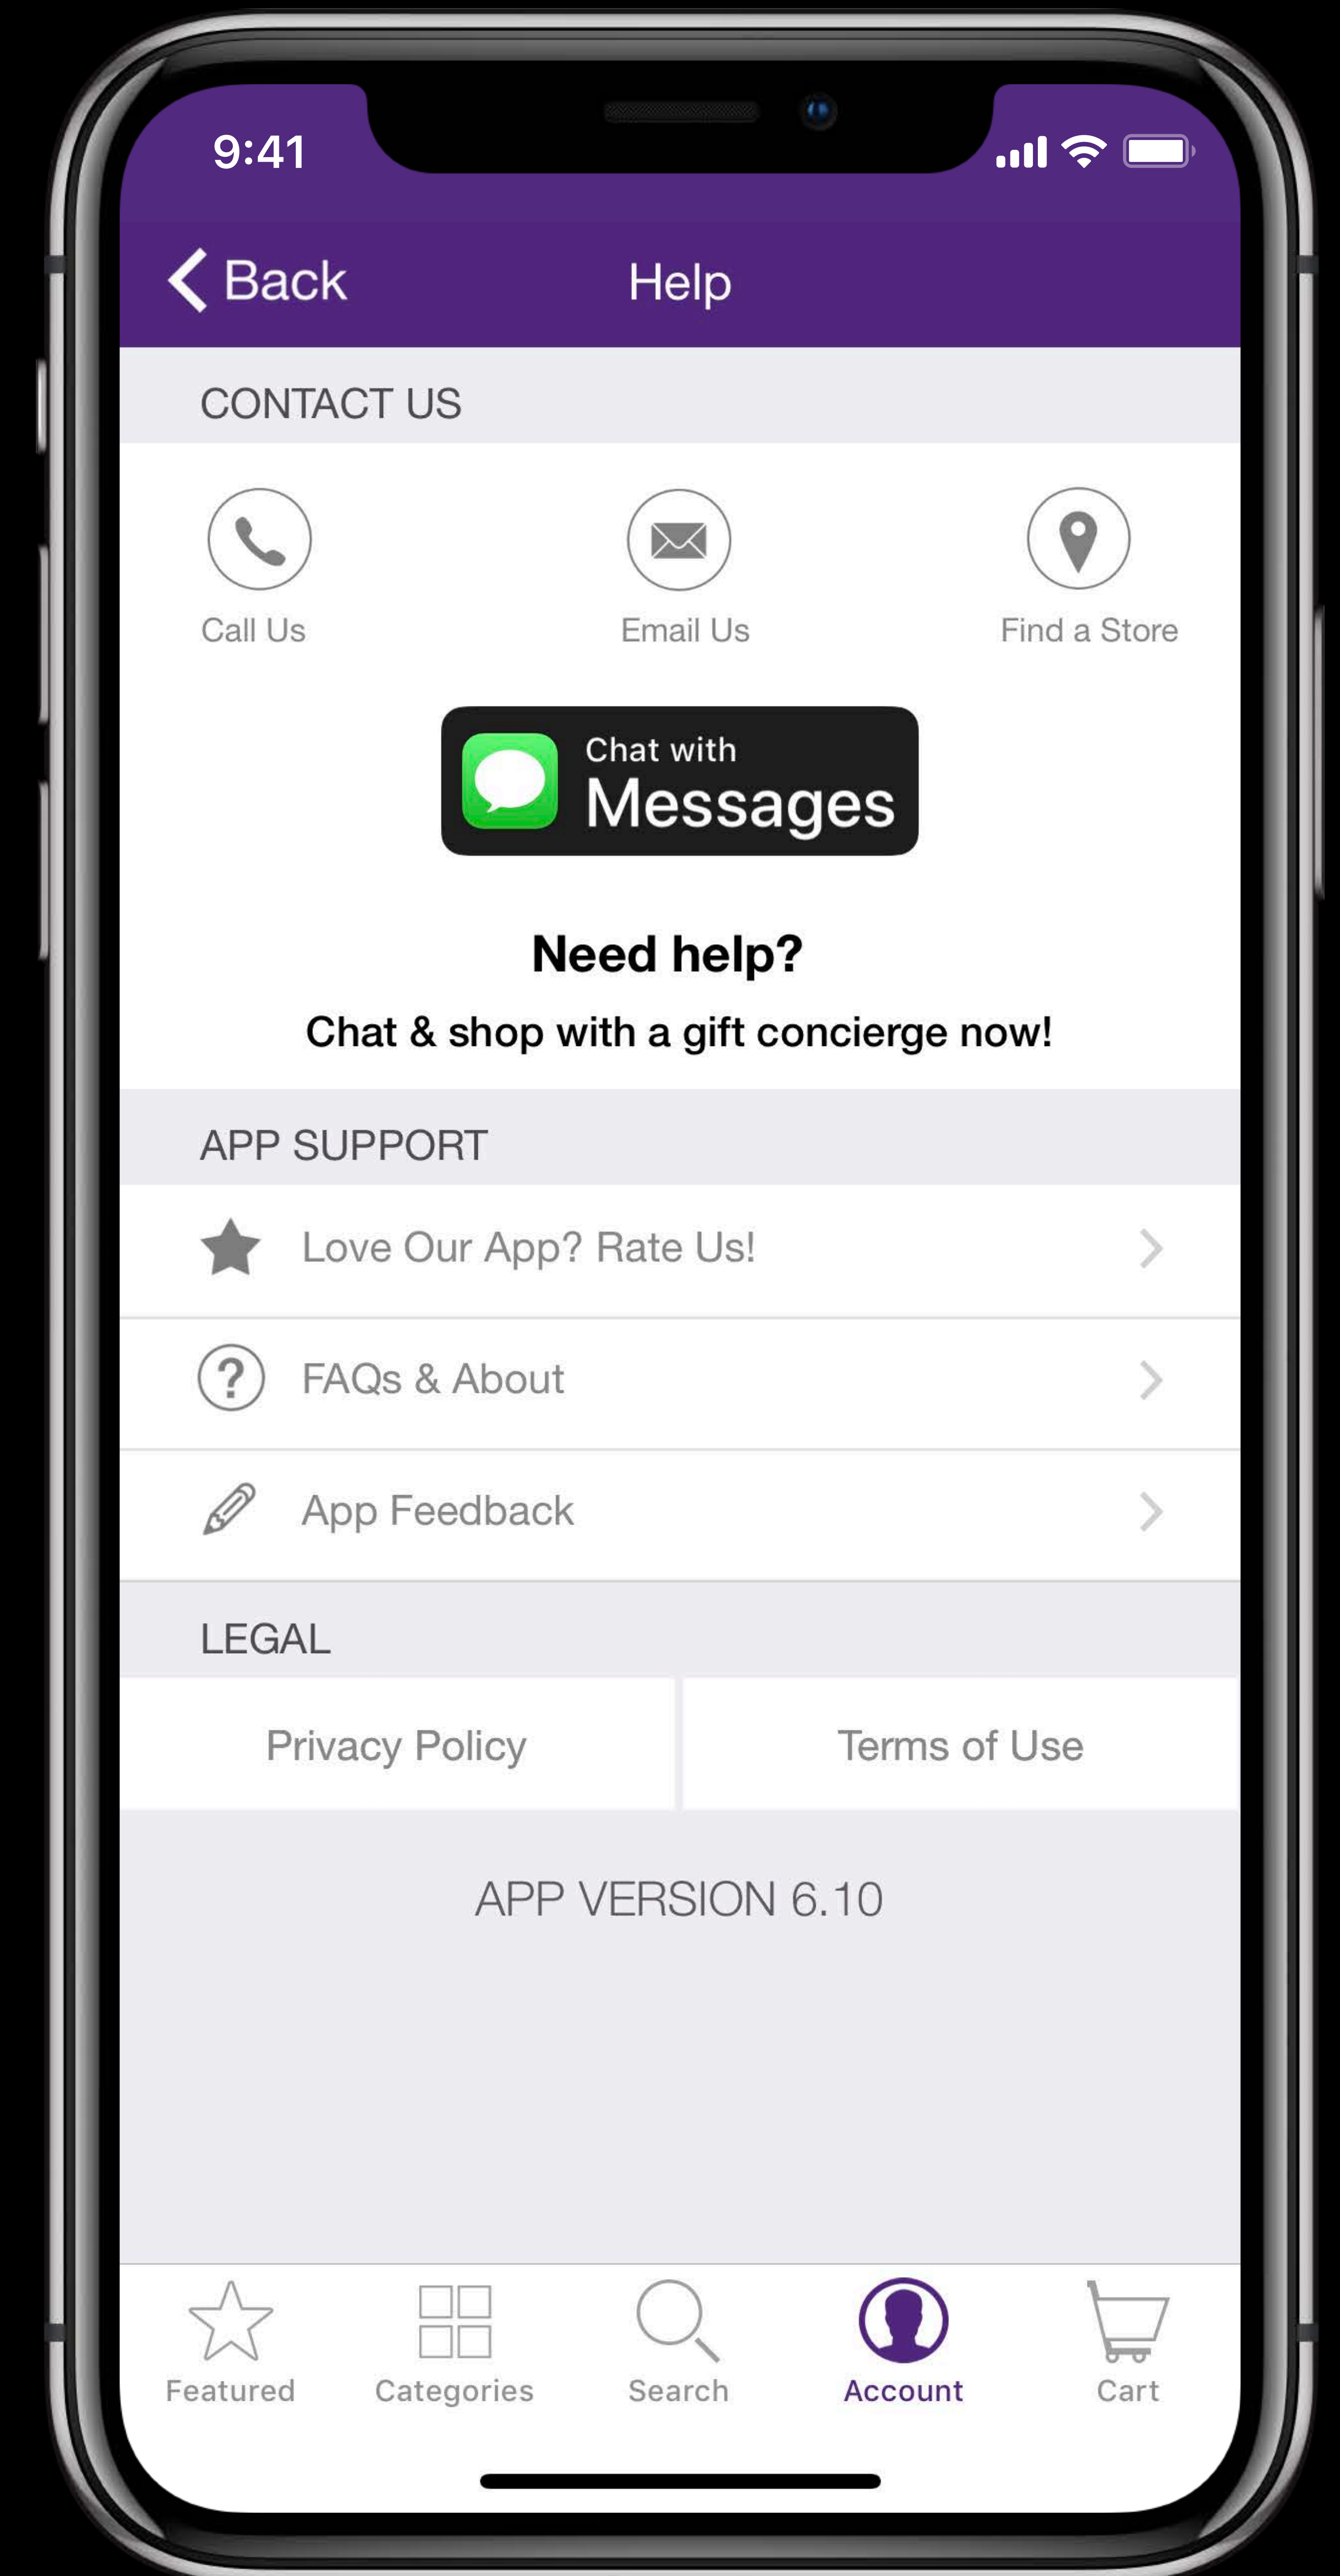 9:41
Back
Help
CONTACT US
Call Us
Email Us
Find a Store
Chat with
Messages
Need help?
Chat & shop with a gift concierge now!
APP SUPPORT
Love Our App? Rate Us!
?
FAQs & About
App Feedback
LEGAL
Privacy Policy
Terms of Use
APP VERSION 6.10
Featured
Categories
Search
Account
Cart